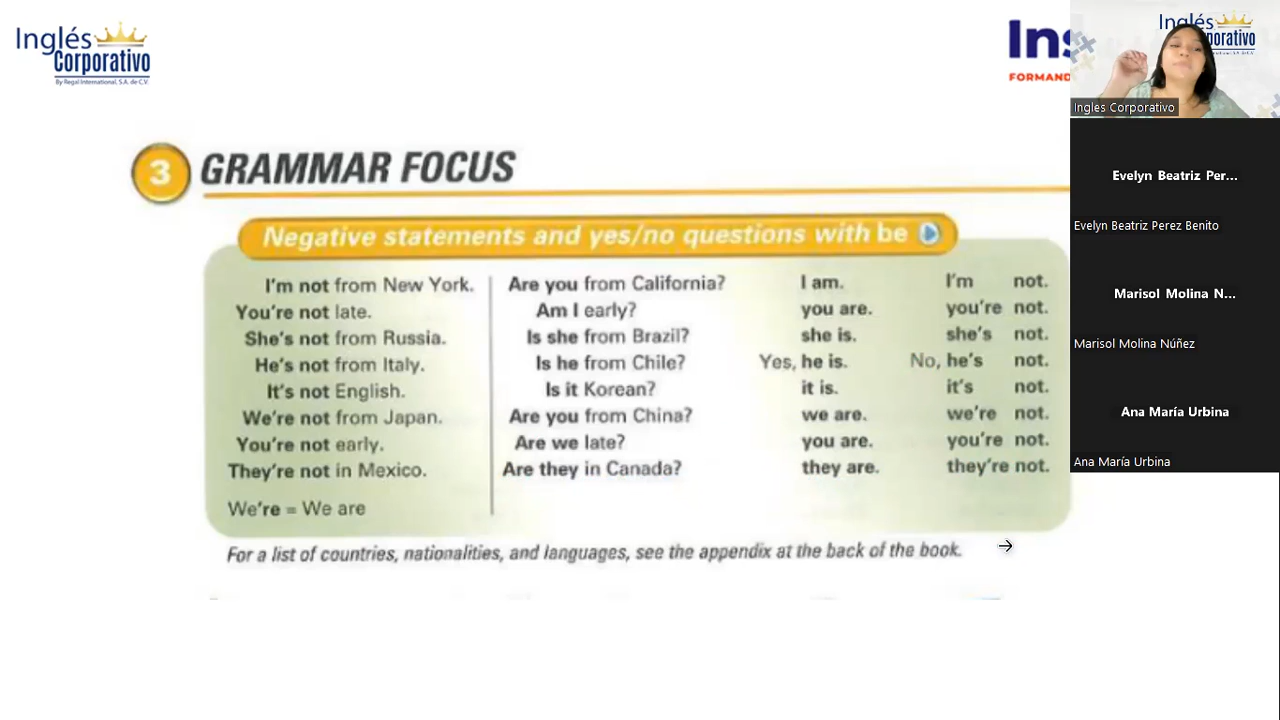 Inglés
Corporativo
By Regal International, S.A. de C.V.
Ins
FORMAND
Inglés
Corporativo
Ingles Corporativo
3 GRAMMAR FOCUS
Negative statements and yes/no questions with be
I'm not from New York. Are you from California? I am. I'm not.
You're not late. Am I early? you are. you're not.
She's not from Russia. Is she from Brazil? she is. she's not.
He's not from Italy. Is he from Chile? Yes, he is. No, he's not.
It's not English. Is it Korean? it is. it's not.
We're not from Japan. Are you from China? we are. we're not.
You're not early. Are we late? you are. you're not.
They're not in Mexico. Are they in Canada? they are. they're not.
We're = We are
For a list of countries, nationalities, and languages, see the appendix at the back of the book.
Evelyn Beatriz Per...
Evelyn Beatriz Perez Benito
Marisol Molina N...
Marisol Molina Núñez
Ana María Urbina
Ana María Urbina